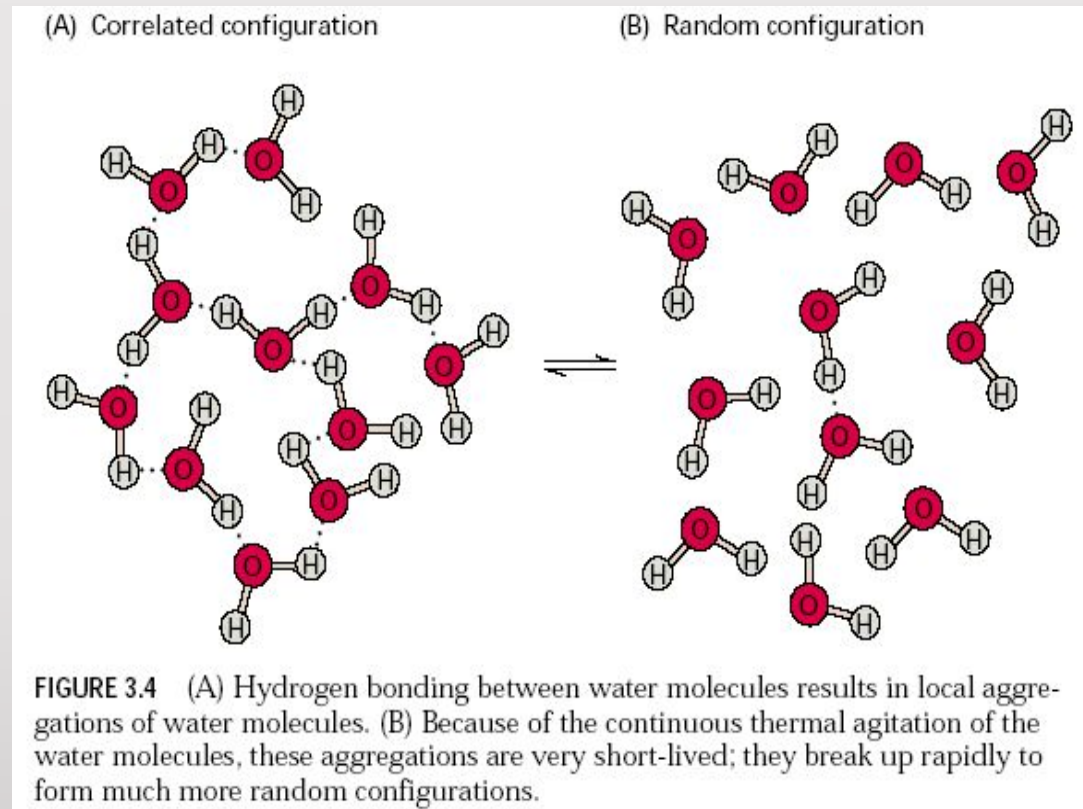 (A) Correlated configuration
(B) Random configuration
H
H H
O
O H
H
H
O
H
H
H
O
H
H
O
H
O
H
H
O
H
H
O
H
H
O
H
H
H
O
H
H
O
H
H
O
H
H
O
H
H
H
O
H
H
O
H
H
O
H
H
O
H
H
O
H
O
H
H
O
H
H
O
H
H
O
H
H
O
H
H
O
H
H
H
O
H
FIGURE 3.4 (A) Hydrogen bonding between water molecules results in local aggre-
gations of water molecules. (B) Because of the continuous thermal agitation of the
water molecules, these aggregations are very short-lived; they break up rapidly to
form much more random configurations.